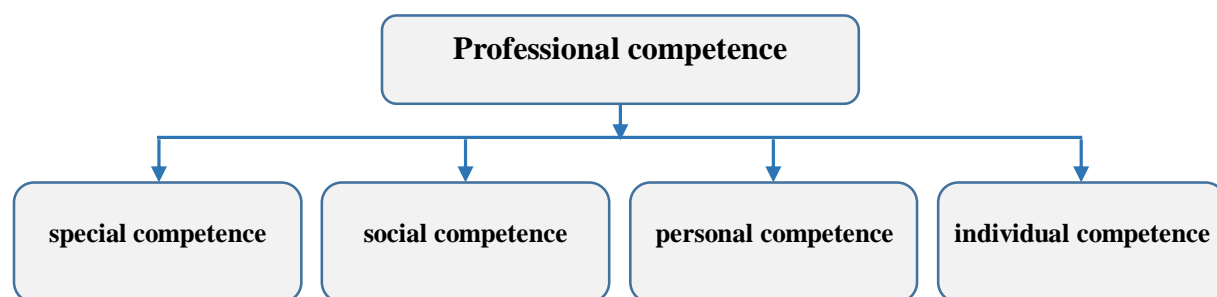 Professional competence
special competence
social competence
personal competence
individual competence